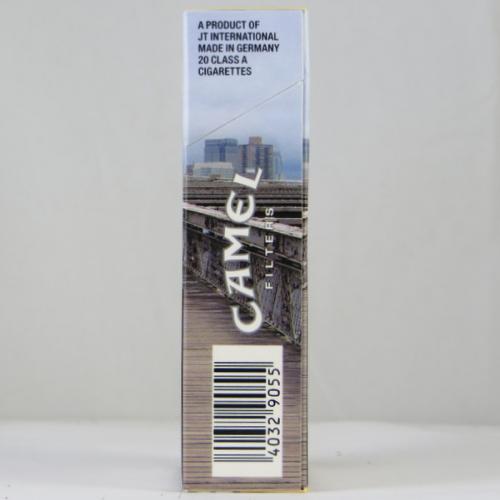 A PRODUCT OF
JT INTERNATIONAL
MADE IN GERMANY
20 CLASS A
CIGARETTES
CAMEL
FILTERS
4032 9055